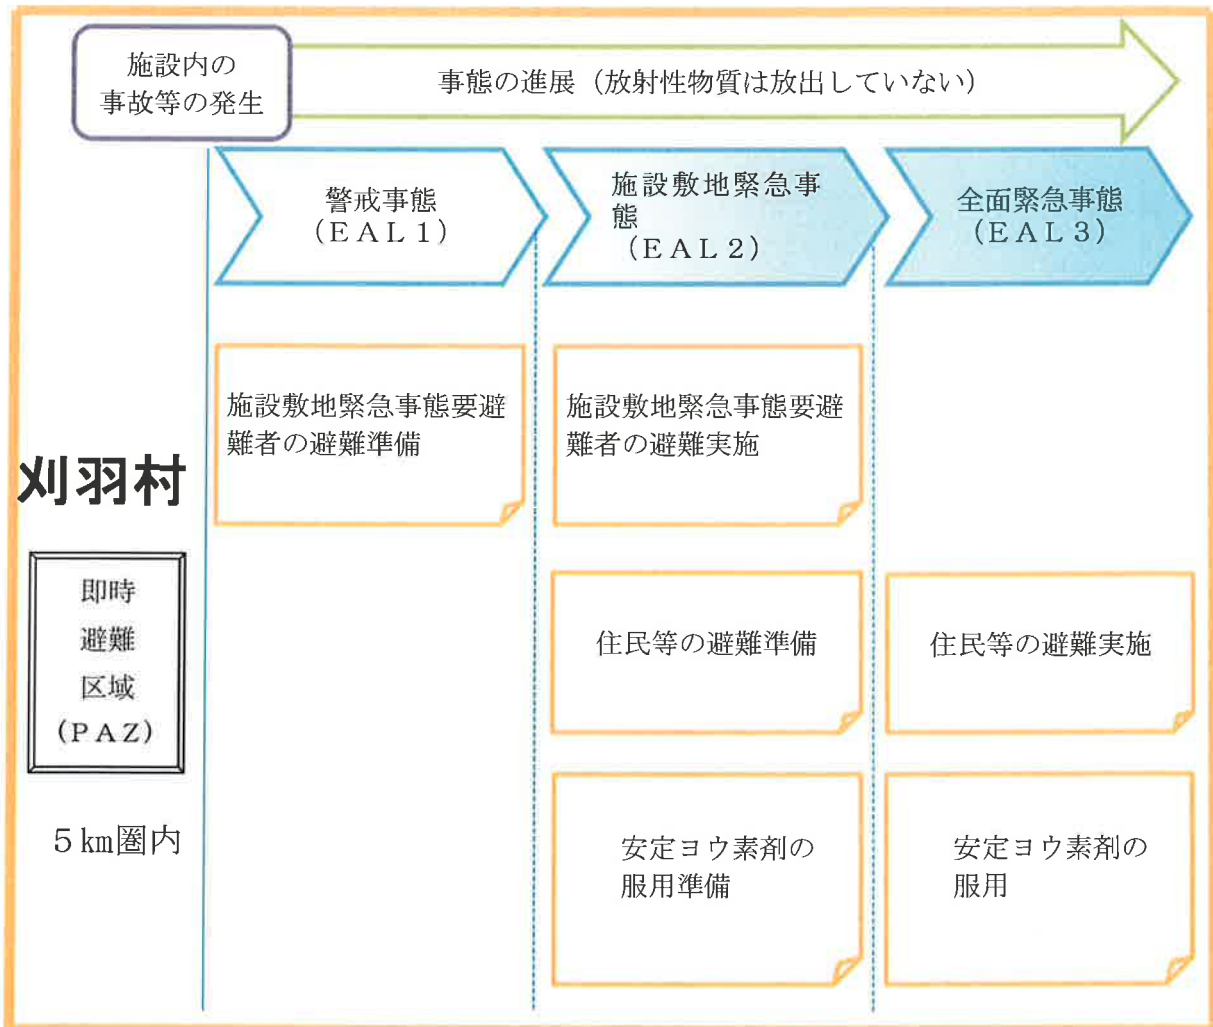 施設内の
事故等の発生
事態の進展（放射性物質は放出していない）
警戒事態
（ＥＡＬ１）
施設敷地緊急事
態
（ＥＡＬ２）
全面緊急事態
（ＥＡＬ３）
刈羽村
即時
避難
区域
（ＰＡＺ）
５㎞圏内
施設敷地緊急事態要避
難者の避難準備
施設敷地緊急事態要避
難者の避難実施
住民等の避難準備
住民等の避難実施
安定ヨウ素剤の
服用準備
安定ヨウ素剤の
服用